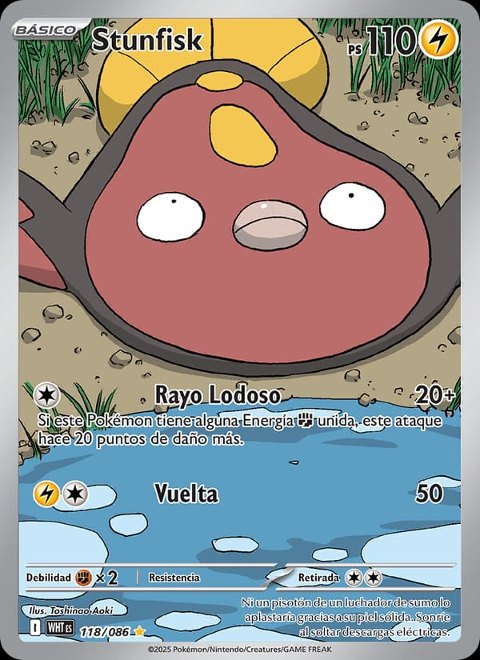 BÁSICO Stunfisk PS 110
Rayo Lodoso 20+
Si este Pokémon tiene alguna Energía unida, este ataque
hace 20 puntos de daño más.
Vuelta 50
Debilidad ×2 Resistencia Retirada
Ilus. Toshinao Aoki
I WHT ES 118/086
Ni un pisotón de un luchador de sumo lo
aplastaría gracias a su piel sólida. Sonríe
al soltar descargas eléctricas.
©2025 Pokémon/Nintendo/Creatures/GAME FREAK